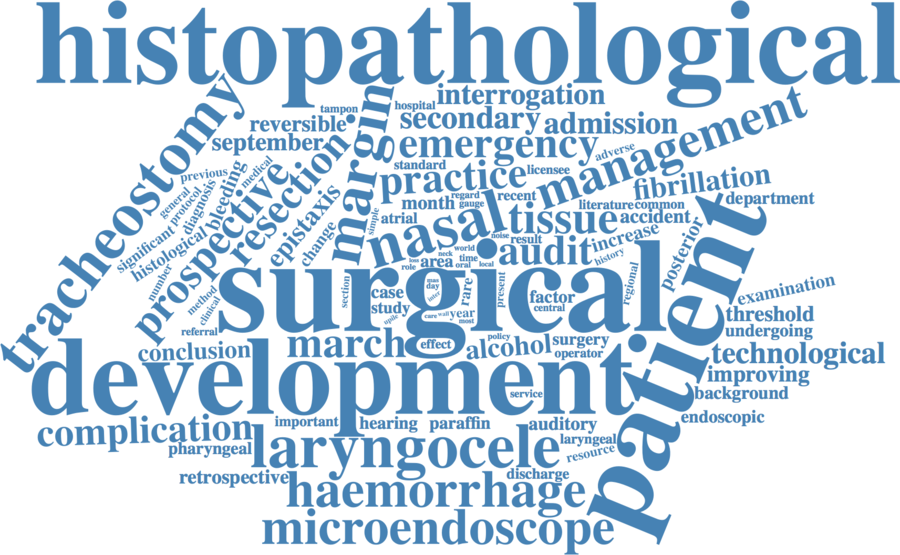 histopathological
tracheostomy
tampon
hospital
interrogation
reversible
margin
secondary
admission
september
emergency
adverse
management
standard
licensee
practice
fibrillation
previous
medical
general
protocol
diagnosis
bleeding
prospective
resection
epistaxis
change
simple
month
regard
gauge
recent
literature
common
department
atrial
nasal
tissue
accident
significant
histological
number
method
clinical
noise
result
audit
increase
history
posterior
patient
neck
world
area
time
role
oral
local
surgical
section
case
study
day
inter
rare
present
factor
central
regional
examination
threshold
undergoing
referral
care
wall
year
most
policy
conclusion
march
effect
alcohol
surgery
operator
technological
improving
development
service
background
endoscopic
complication
important
hearing
paraffin
auditory
pharyngeal
laryngocele
laryngeal
resource
retrospective
discharge
haemorrhage
microendoscope